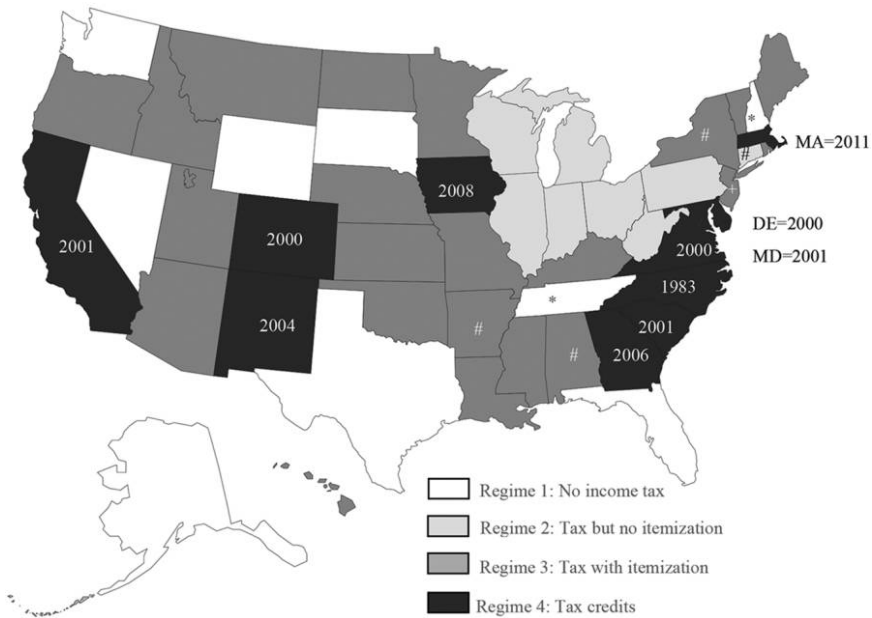 *
#
MA=2011
#
2008
+
2001
2000
DE=2000
2000
MD=2001
1983
2004
*
#
2001
#
2006
Regime 1: No income tax
Regime 2: Tax but no itemization
Regime 3: Tax with itemization
Regime 4: Tax credits